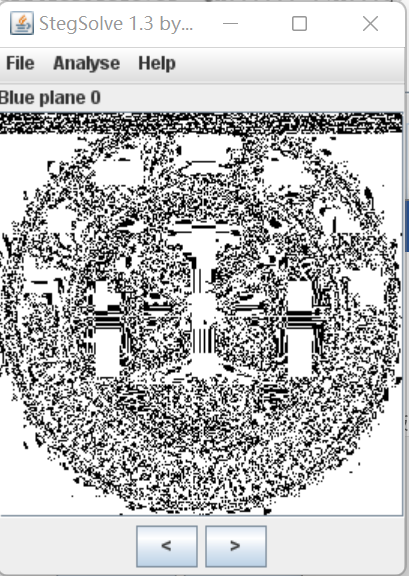 StegSolve 1.3 by...
File Analyse Help
Blue plane 0
< >